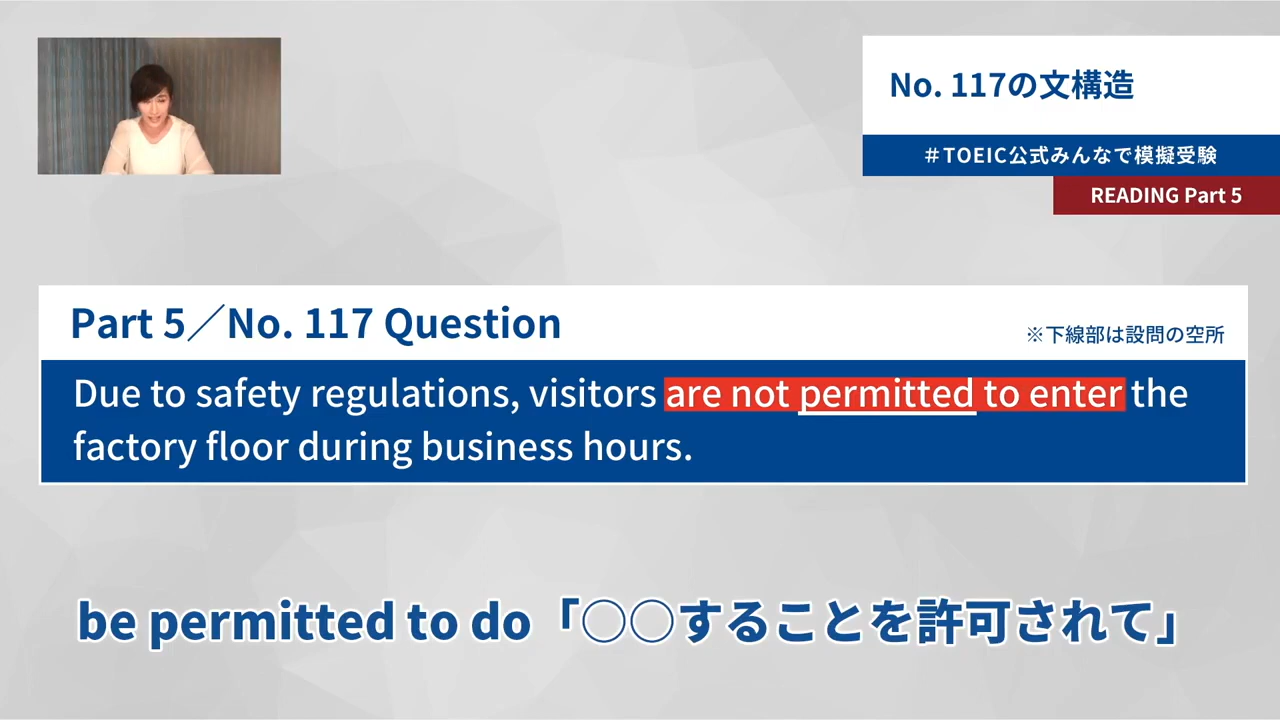 No. 117の文構造
＃TOEIC公式みんなで模擬受験
READING Part 5
Part 5／No. 117 Question
※下線部は設問の空所
Due to safety regulations, visitors are not permitted to enter the
factory floor during business hours.
be permitted to do「○○することを許可されて」